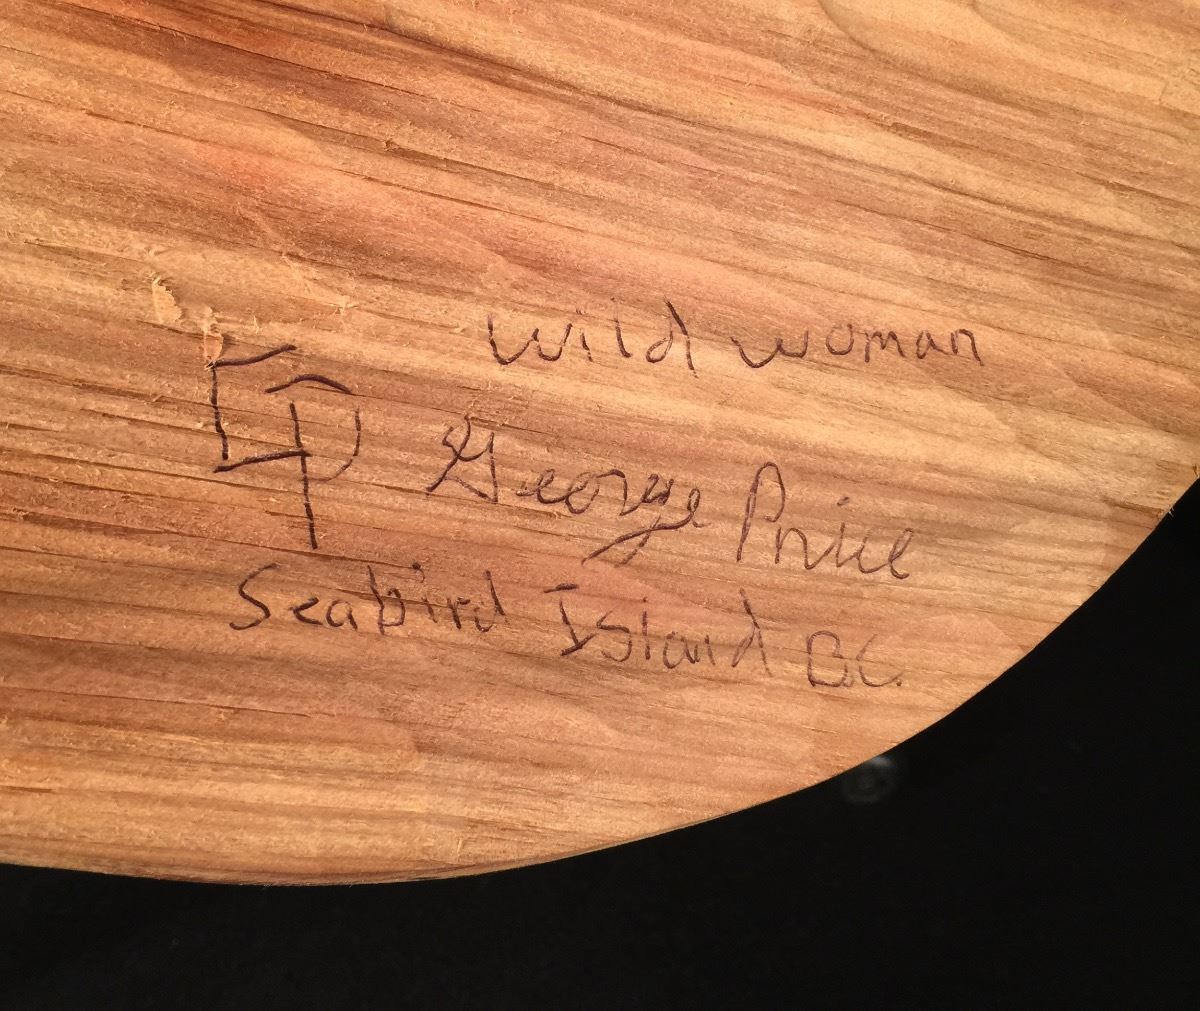 wild woman
GP George Price
Seabird Island B.C.